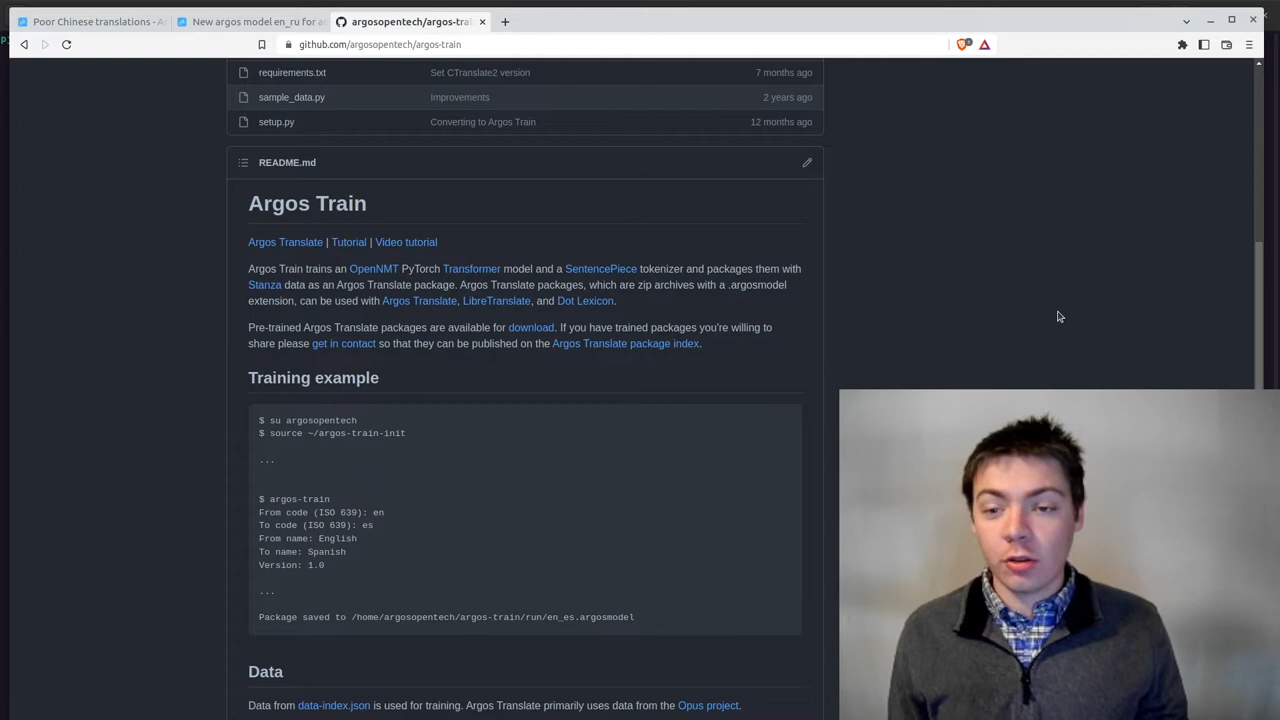 Poor Chinese translations - A
New argos model en_ru for a
argosopentech/argos-trai
github.com/argosopentech/argos-train
requirements.txt Set CTranslate2 version 7 months ago
sample_data.py Improvements 2 years ago
setup.py Converting to Argos Train 12 months ago
README.md
Argos Train
Argos Translate | Tutorial | Video tutorial
Argos Train trains an OpenNMT PyTorch Transformer model and a SentencePiece tokenizer and packages them with
Stanza data as an Argos Translate package. Argos Translate packages, which are zip archives with a .argosmodel
extension, can be used with Argos Translate, LibreTranslate, and Dot Lexicon.
Pre-trained Argos Translate packages are available for download. If you have trained packages you're willing to
share please get in contact so that they can be published on the Argos Translate package index.
Training example
$ su argosopentech
$ source ~/argos-train-init
...
$ argos-train
From code (ISO 639): en
To code (ISO 639): es
From name: English
To name: Spanish
Version: 1.0
...
Package saved to /home/argosopentech/argos-train/run/en_es.argosmodel
Data
Data from data-index.json is used for training. Argos Translate primarily uses data from the Opus project.